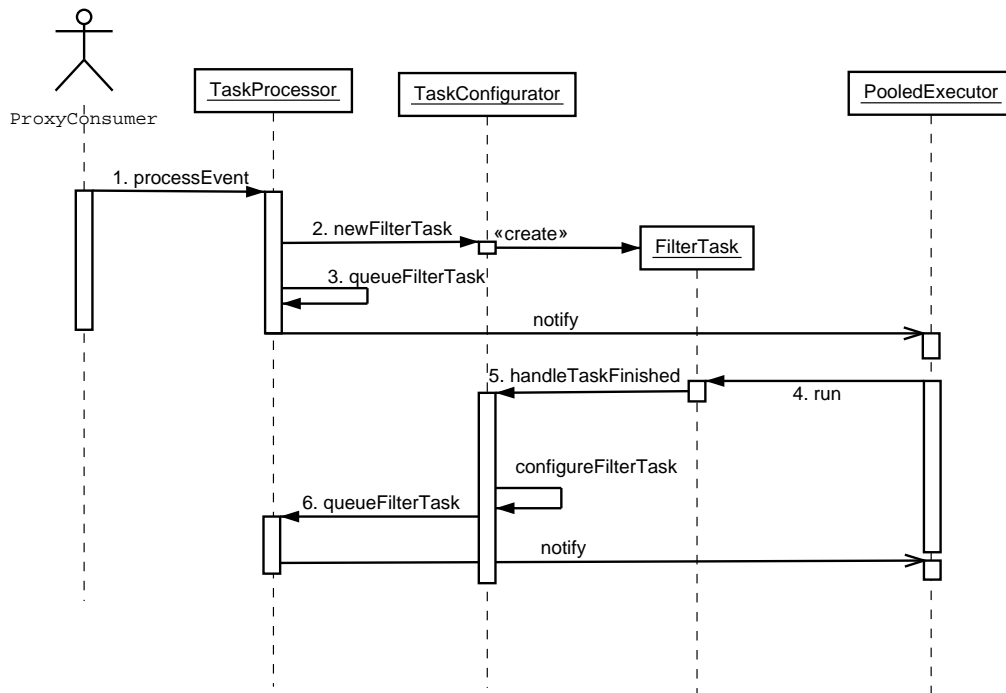 TaskProcessor
TaskConfigurator
PooledExecutor
ProxyConsumer
1. processEvent
2. newFilterTask
«create»
FilterTask
3. queueFilterTask
notify
5. handleTaskFinished
4. run
configureFilterTask
6. queueFilterTask
notify